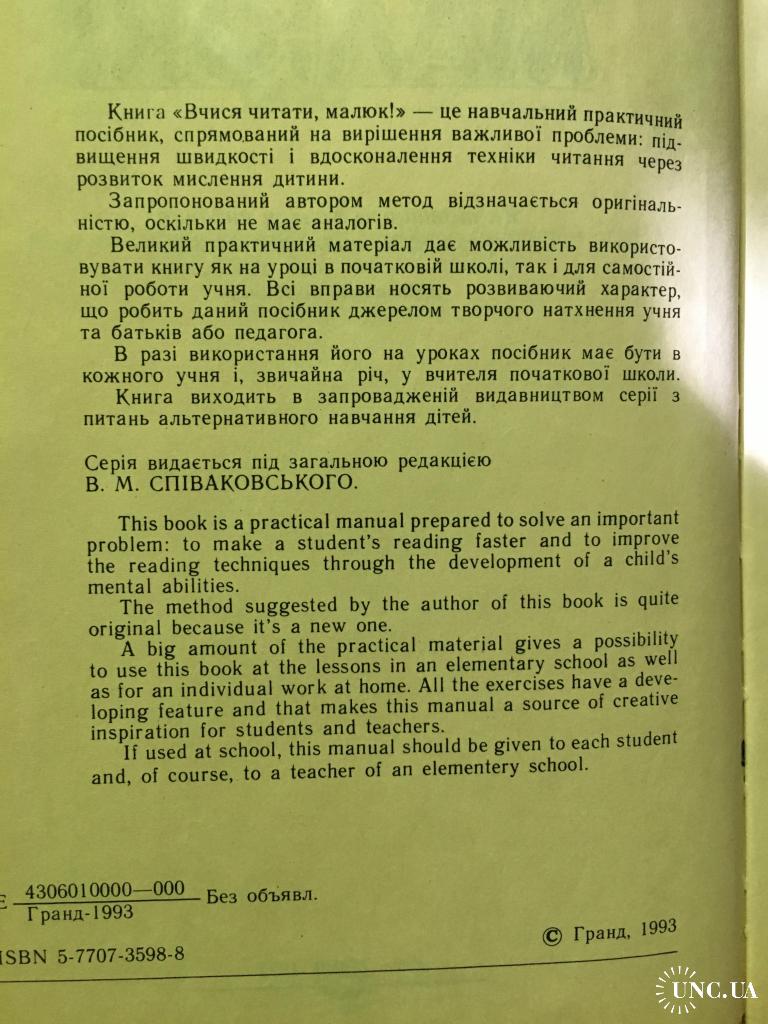 Книга «Вчися читати, малюк!» — це навчальний практичний
посібник, спрямований на вирішення важливої проблеми: під-
вищення швидкості і вдосконалення техніки читання через
розвиток мислення дитини.
Запропонований автором метод відзначається оригіналь-
ністю, оскільки не має аналогів.
Великий практичний матеріал дає можливість використо-
вувати книгу як на уроці в початковій школі, так і для самостій-
ної роботи учня. Всі вправи носять розвиваючий характер,
що робить даний посібник джерелом творчого натхнення учня
та батьків або педагога.
В разі використання його на уроках посібник має бути в
кожного учня і, звичайна річ, у вчителя початкової школи.
Книга виходить в запровадженій видавництвом серії з
питань альтернативного навчання дітей.
Серія видається під загальною редакцією
В. М. СПІВАКОВСЬКОГО.
This book is a practical manual prepared to solve an important
problem: to make a student's reading faster and to improve
the reading techniques through the development of a child's
mental abilities.
The method suggested by the author of this book is quite
original because it's a new one.
A big amount of the practical material gives a possibility
to use this book at the lessons in an elementary school as well
as for an individual work at home. All the exercises have a deve-
loping feature and that makes this manual a source of creative
inspiration for students and teachers.
If used at school, this manual should be given to each student
and, of course, to a teacher of an elementery school.
4306010000—000
Гранд-1993
Без объявл.
© Гранд, 1993
ISBN 5-7707-3598-8
UNC.UA